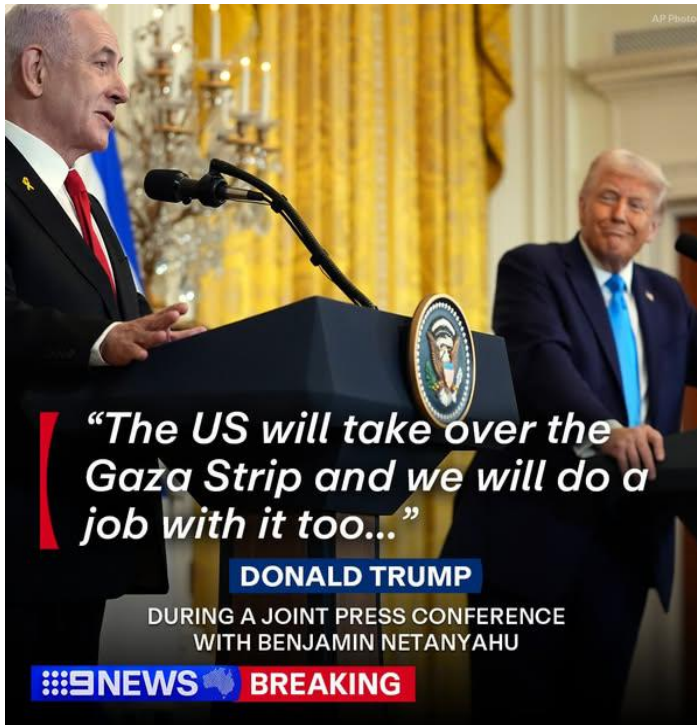 AP Photo
“The US will take over the
Gaza Strip and we will do a
job with it too...”
DONALD TRUMP
DURING A JOINT PRESS CONFERENCE
WITH BENJAMIN NETANYAHU
9NEWS BREAKING